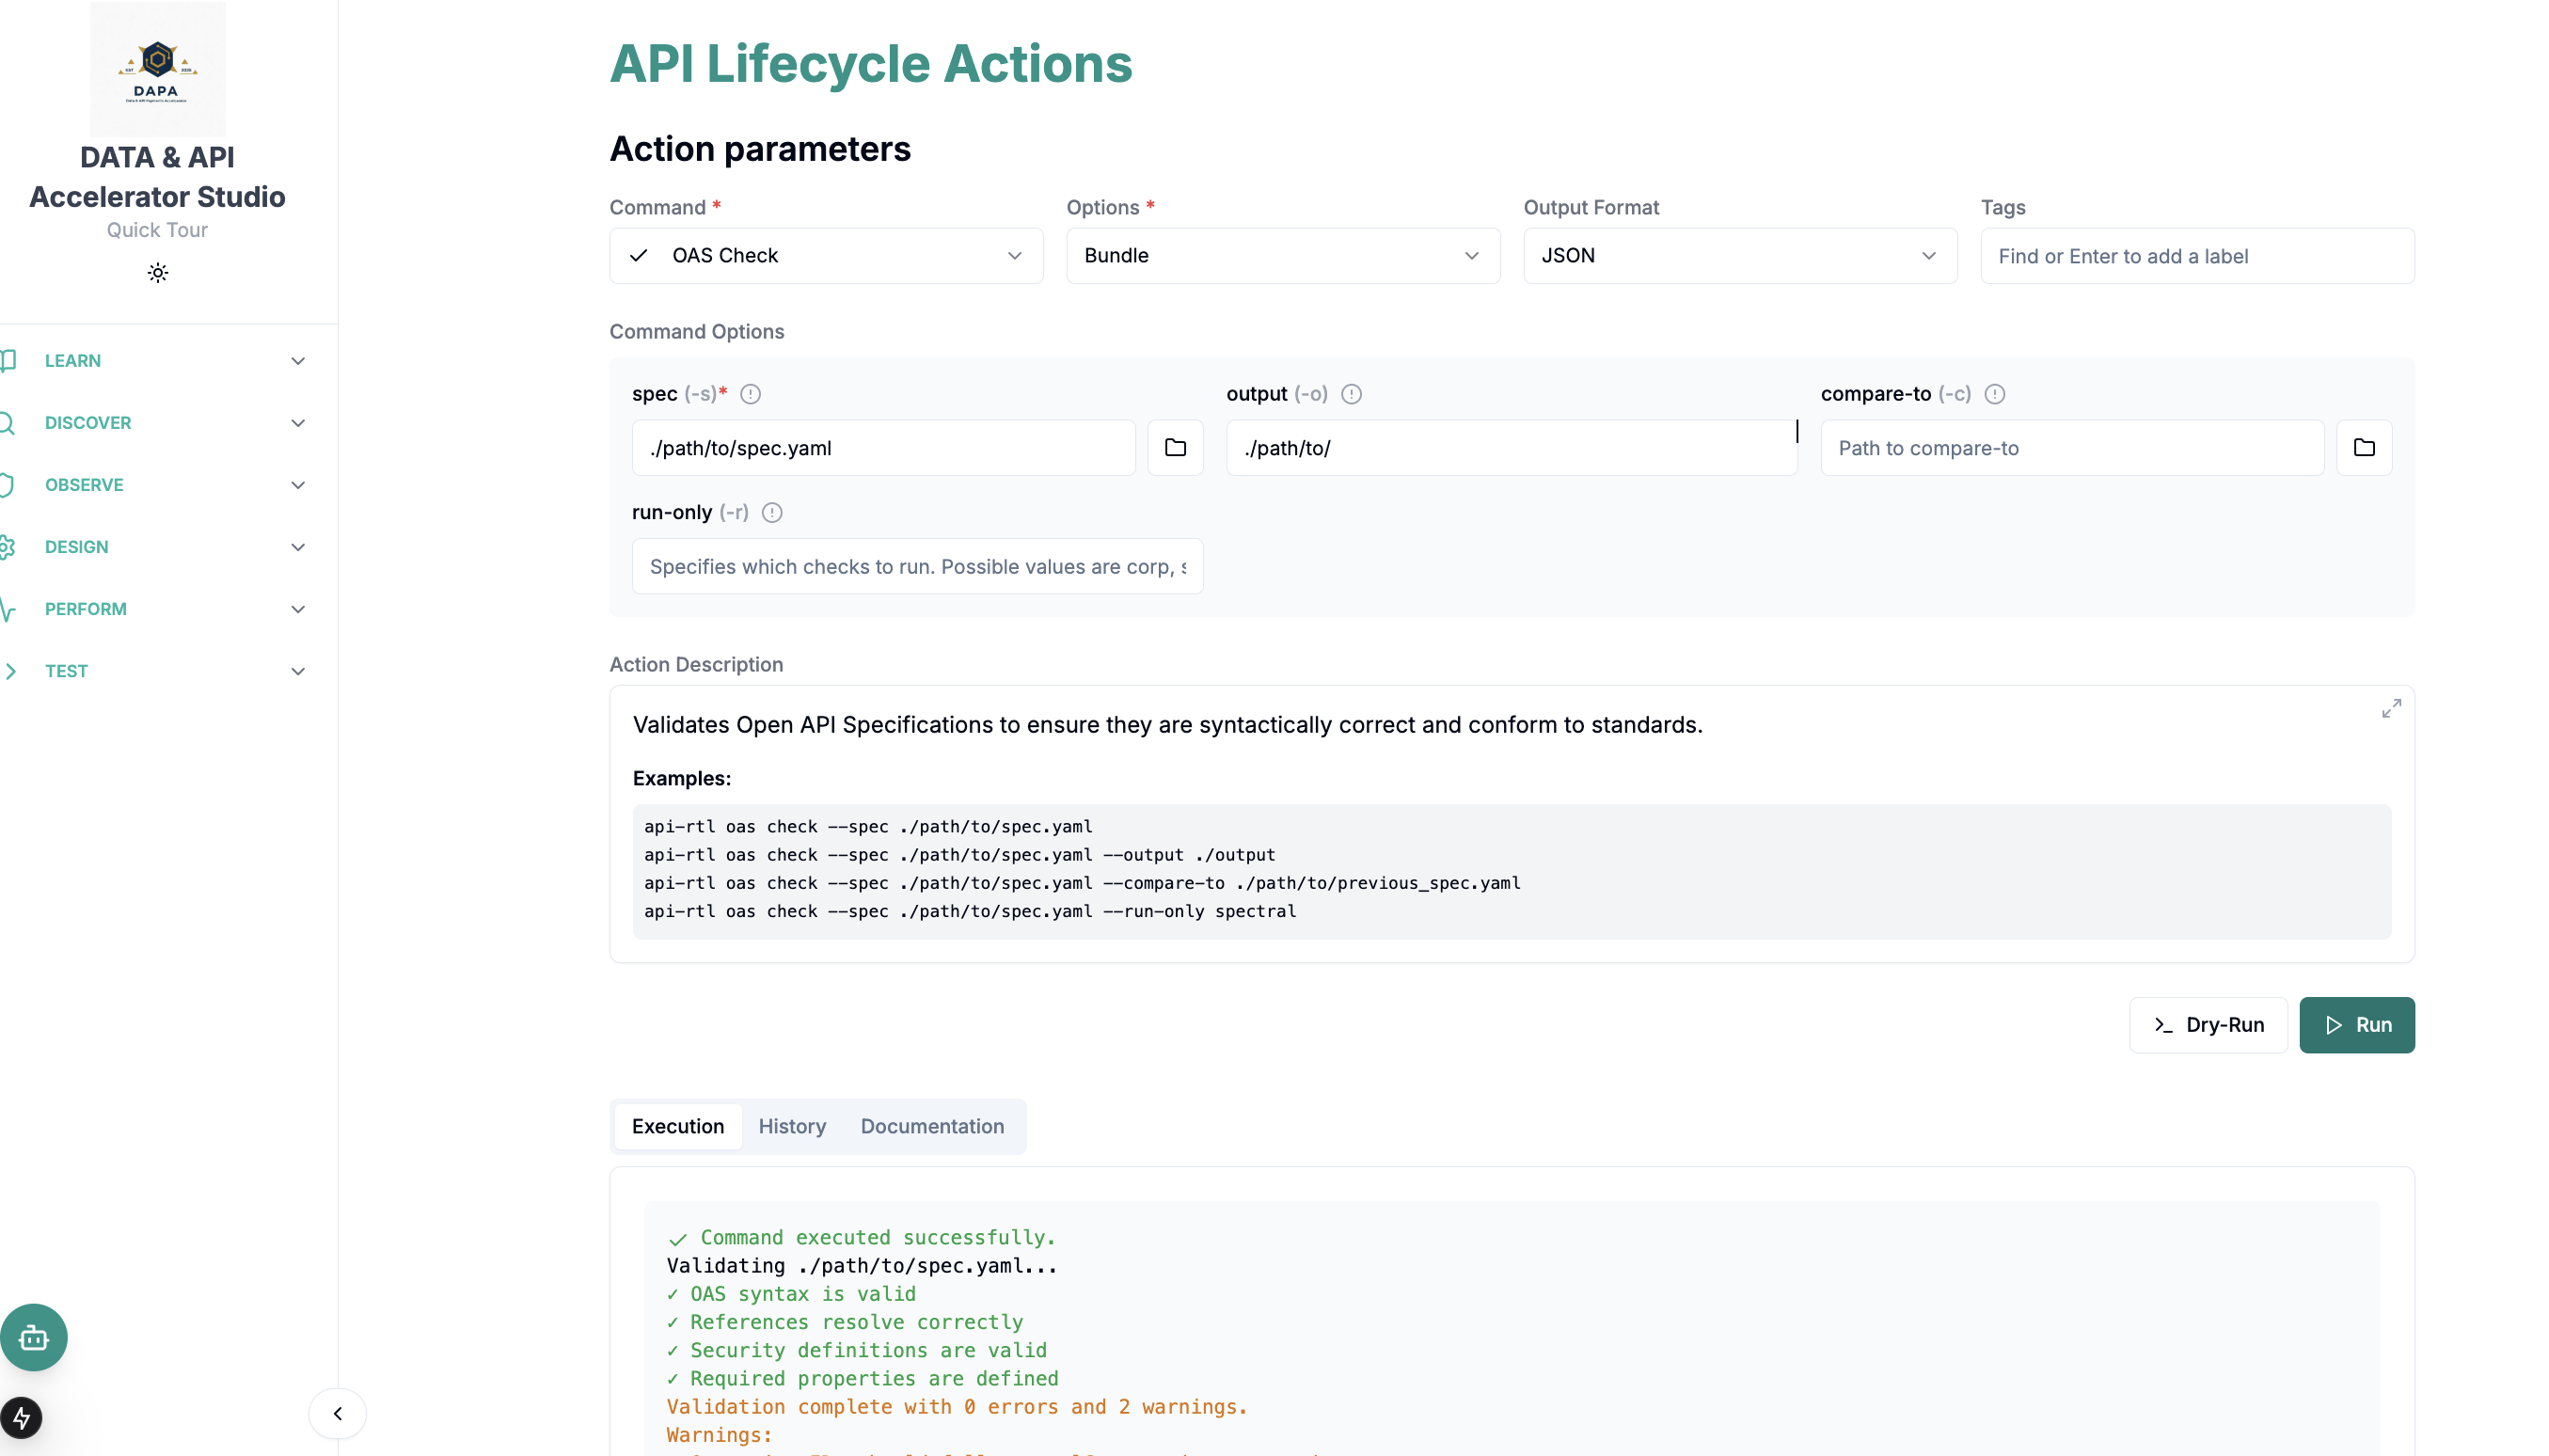 DAPA
DATA & API
Accelerator Studio
Quick Tour
LEARN
DISCOVER
OBSERVE
DESIGN
PERFORM
TEST
API Lifecycle Actions
Action parameters
Command * Options * Output Format Tags
OAS Check Bundle JSON Find or Enter to add a label
Command Options
spec (-s)* output (-o) compare-to (-c)
./path/to/spec.yaml ./path/to/ Path to compare-to
run-only (-r)
Specifies which checks to run. Possible values are corp,
Action Description
Validates Open API Specifications to ensure they are syntactically correct and conform to standards.
Examples:
api-rtl oas check --spec ./path/to/spec.yaml
api-rtl oas check --spec ./path/to/spec.yaml --output ./output
api-rtl oas check --spec ./path/to/spec.yaml --compare-to ./path/to/previous_spec.yaml
api-rtl oas check --spec ./path/to/spec.yaml --run-only spectral
Dry-Run Run
Execution History Documentation
✓ Command executed successfully.
Validating ./path/to/spec.yaml...
✓ OAS syntax is valid
✓ References resolve correctly
✓ Security definitions are valid
✓ Required properties are defined
Validation complete with 0 errors and 2 warnings.
Warnings: